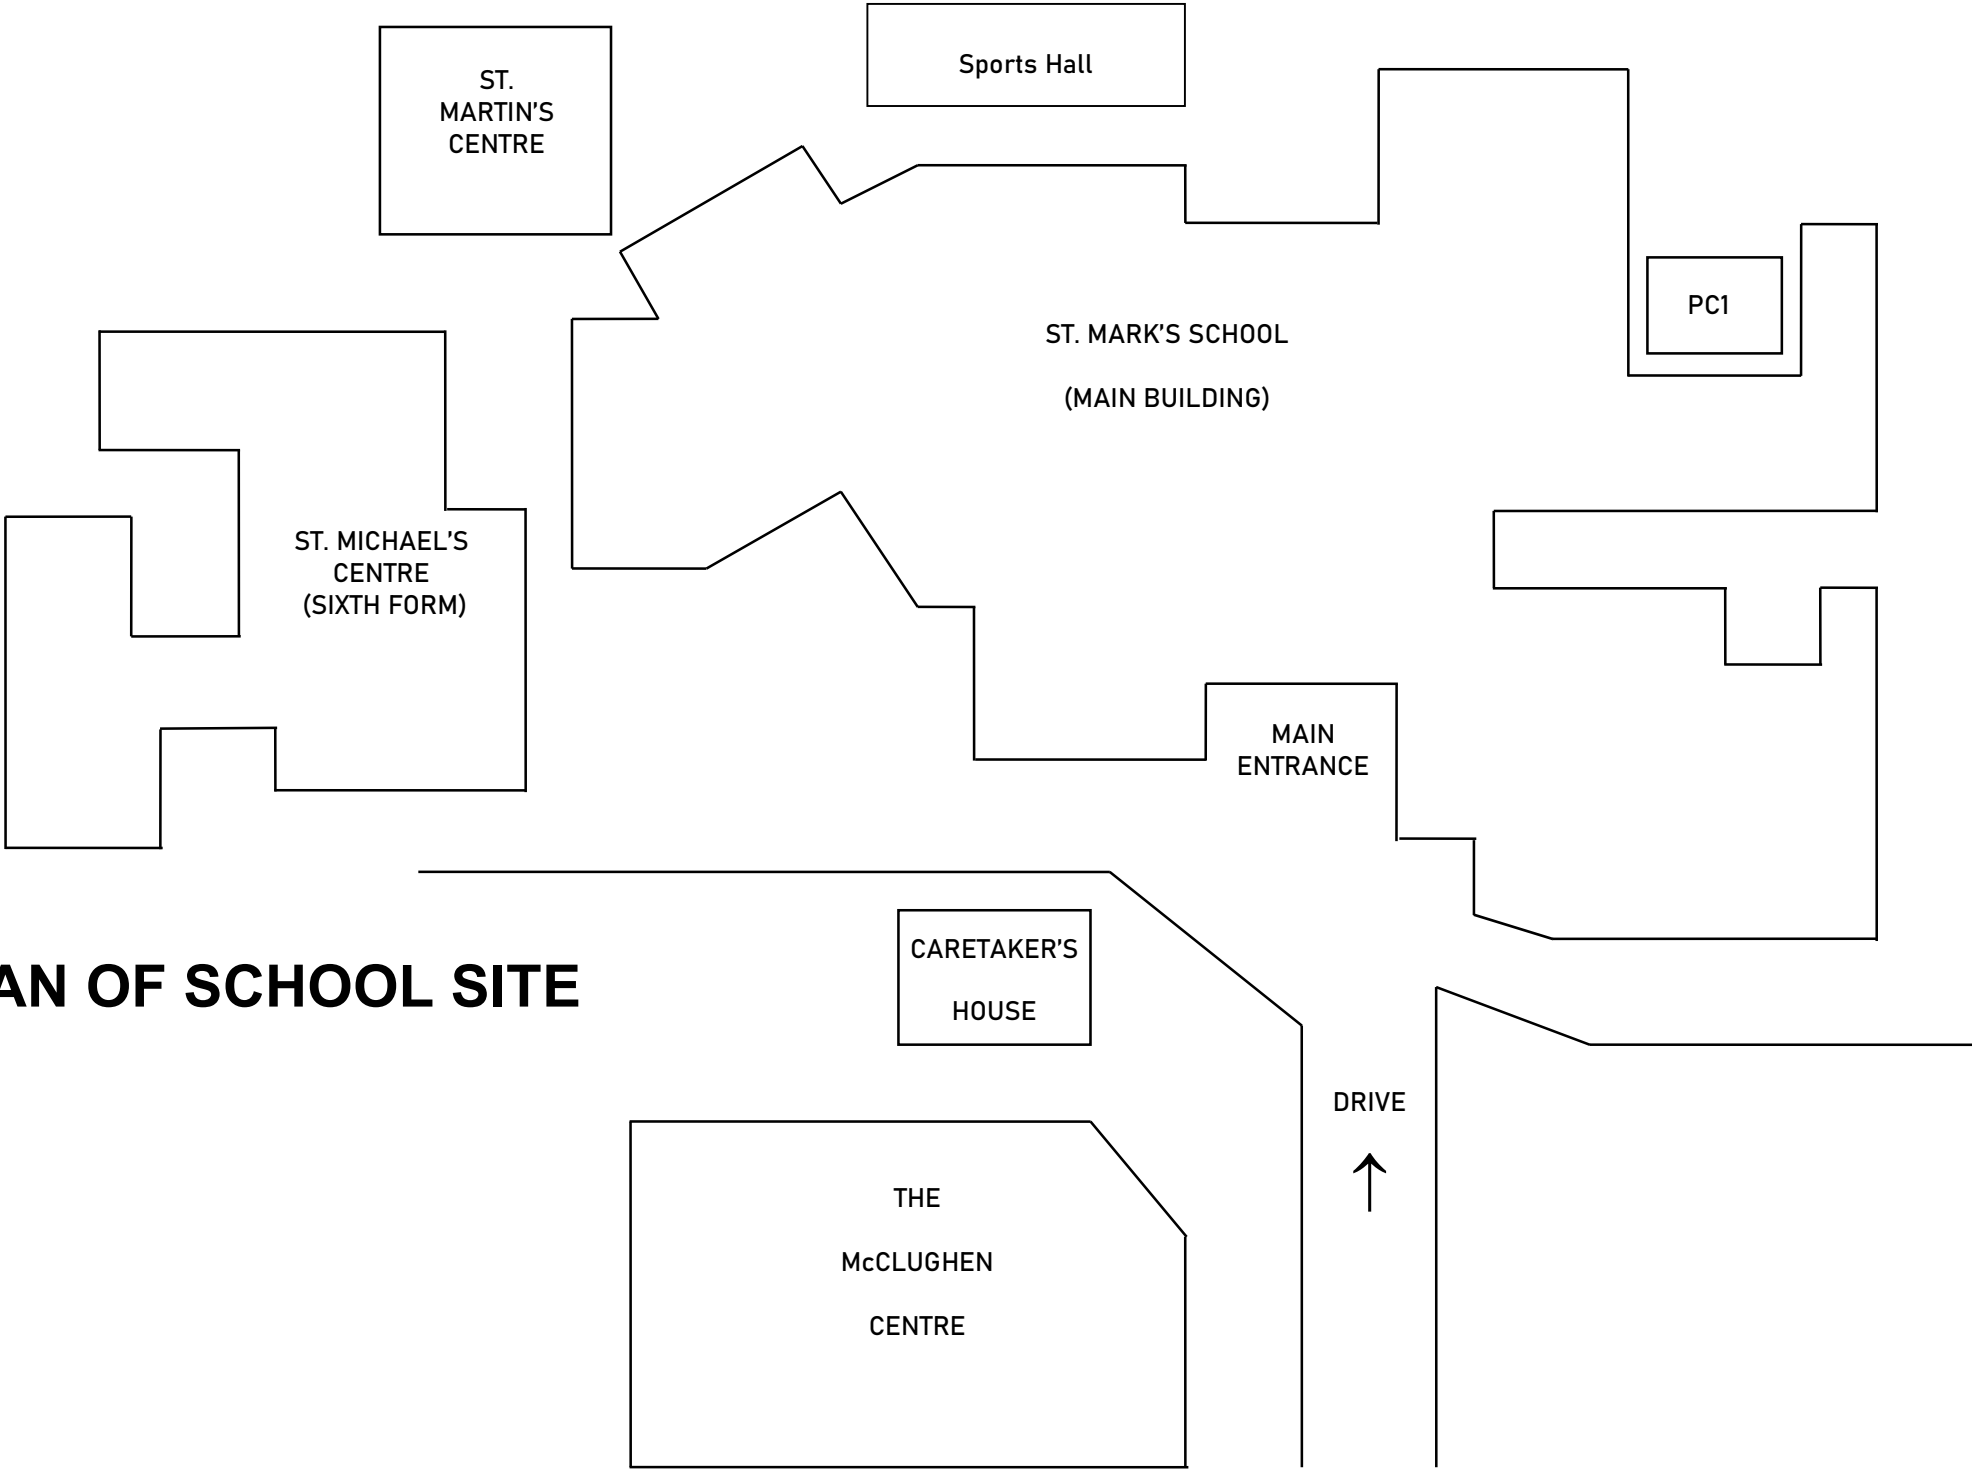 Sports Hall
ST.
MARTIN'S
CENTRE
PC1
ST. MARK'S SCHOOL
(MAIN BUILDING)
ST. MICHAEL'S
CENTRE
(SIXTH FORM)
MAIN
ENTRANCE
CARETAKER'S
HOUSE
AN OF SCHOOL SITE
DRIVE
THE
McCLUGHEN
CENTRE